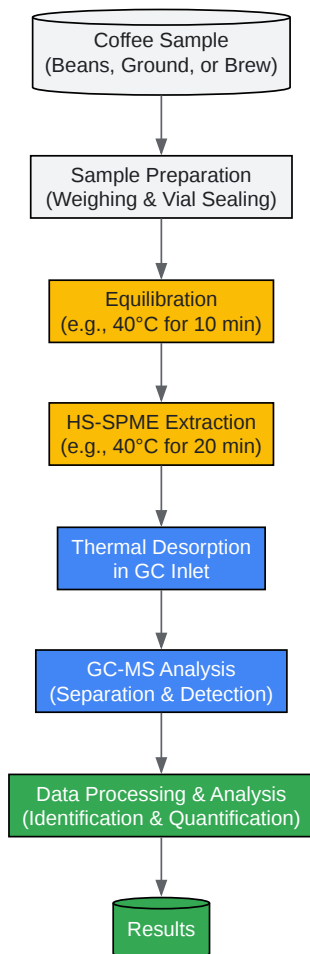 Coffee Sample
(Beans, Ground, or Brew)
Sample Preparation
(Weighing & Vial Sealing)
Equilibration
(e.g., 40°C for 10 min)
HS-SPME Extraction
(e.g., 40°C for 20 min)
Thermal Desorption
in GC Inlet
GC-MS Analysis
(Separation & Detection)
Data Processing & Analysis
(Identification & Quantification)
Results